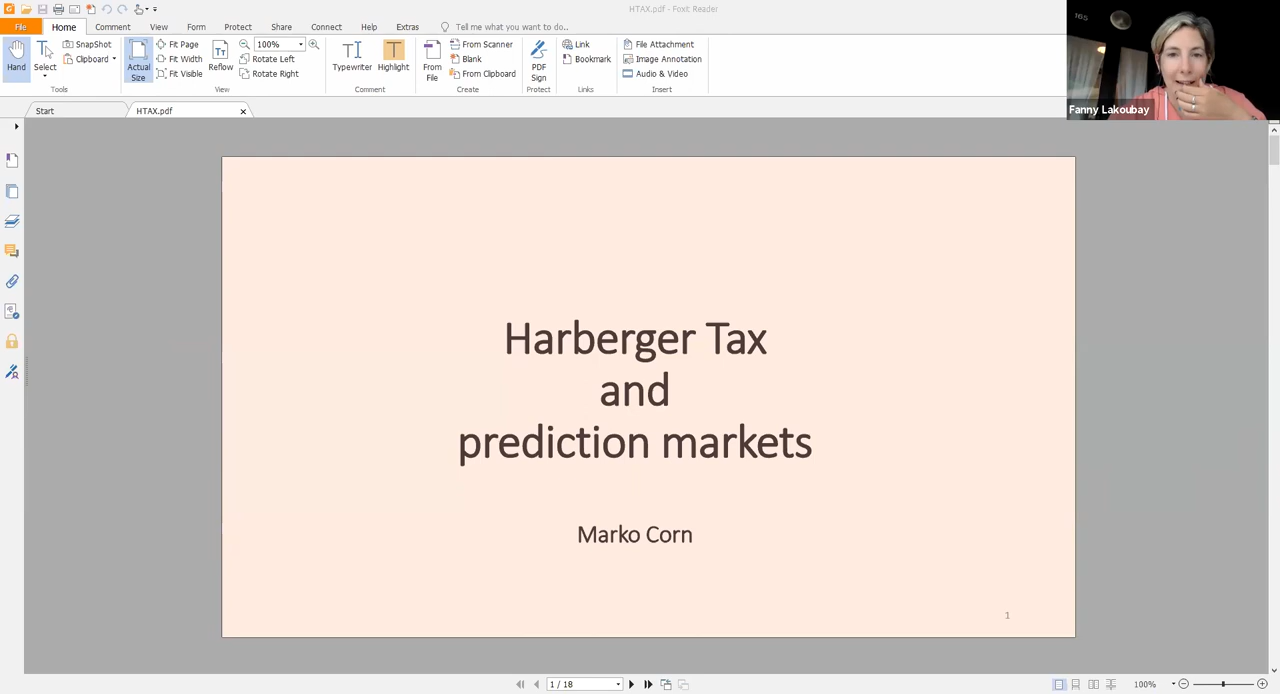 HTAX.pdf - Foxit Reader
File Home Comment View Form Protect Share Connect Help Extras Tell me what you want to do..
Hand
Select
SnapShot
Clipboard
Tools
Actual
Size
Fit Page
Fit Width
Fit Visible
Reflow
100%
Rotate Left
Rotate Right
View
Typewriter
Highlight
Comment
From
File
From Scanner
Blank
From Clipboard
Create
PDF
Sign
Protect
Link
Bookmark
Links
File Attachment
Image Annotation
Audio & Video
Insert
165
Fanny Lakoubay
Start
HTAX.pdf
Harberger Tax
and
prediction markets
Marko Corn
1
1 / 18
100%